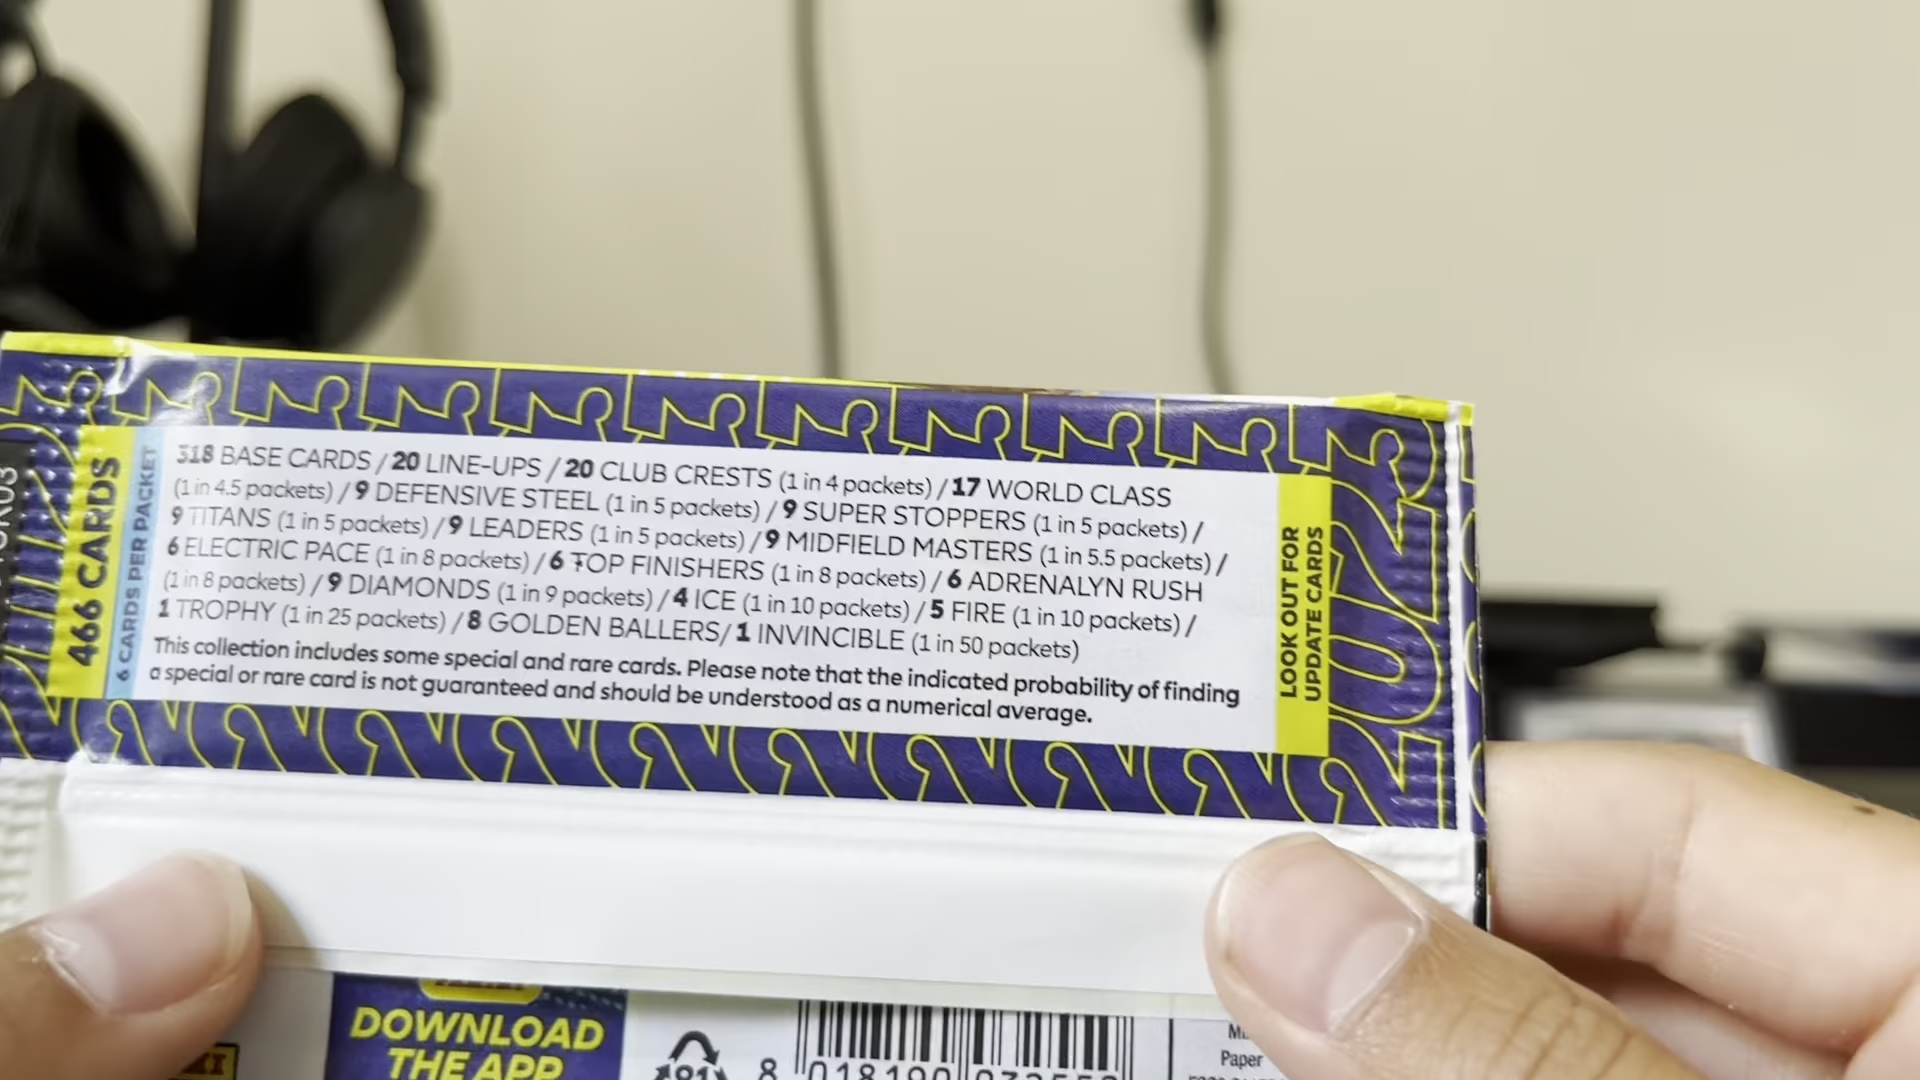 466 CARDS
6 CARDS PER PACKET
318 BASE CARDS / 20 LINE-UPS / 20 CLUB CRESTS (1 in 4 packets) / 17 WORLD CLASS
(1 in 4.5 packets) / 9 DEFENSIVE STEEL (1 in 5 packets) / 9 SUPER STOPPERS (1 in 5 packets) /
9 TITANS (1 in 5 packets) / 9 LEADERS (1 in 5 packets) / 9 MIDFIELD MASTERS (1 in 5.5 packets) /
6 ELECTRIC PACE (1 in 8 packets) / 6 TOP FINISHERS (1 in 8 packets) / 6 ADRENALYN RUSH
(1 in 8 packets) / 9 DIAMONDS (1 in 9 packets) / 4 ICE (1 in 10 packets) / 5 FIRE (1 in 10 packets) /
1 TROPHY (1 in 25 packets) / 8 GOLDEN BALLERS/ 1 INVINCIBLE (1 in 50 packets)
This collection includes some special and rare cards. Please note that the indicated probability of finding
a special or rare card is not guaranteed and should be understood as a numerical average.
LOOK OUT FOR
UPDATE CARDS
2023
DOWNLOAD
THE APP
81
Paper